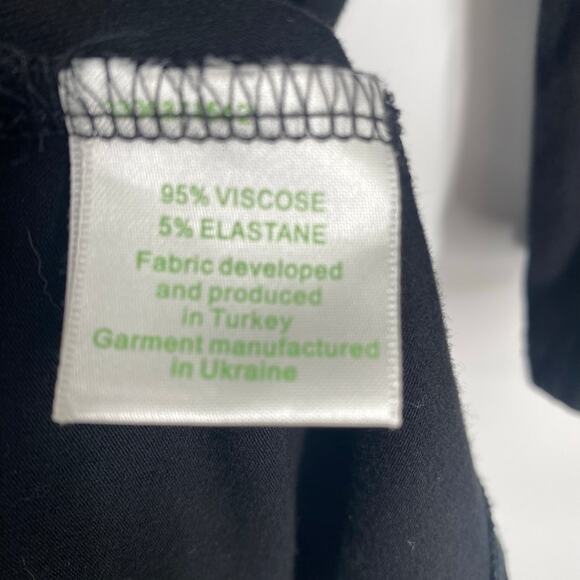 95% VISCOSE
5% ELASTANE
Fabric developed
and produced
in Turkey
Garment manufactured
in Ukraine